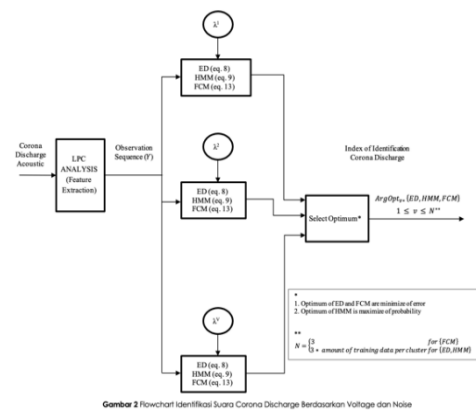 λ¹
ED (eq. 8)
HMM (eq. 9)
FCM (eq. 13)
Corona
Discharge
Acoustic
LPC
ANALYSIS
(Feature
Extraction)
Observation
Sequence (Y)
ED (eq. 8)
HMM (eq. 9)
FCM (eq. 13)
Index of Identification
Corona Discharge
Select Optimum*
{ED, HMM, FCM}
1 ≤ v ≤ N**
ED (eq. 8)
HMM (eq. 9)
FCM (eq. 13)
*
1. Optimum of ED and FCM are minimize of error
2. Optimum of HMM is maximize of probability
**
N = {3 for {FCM}
3 * amount of training data per cluster for {ED, HMM}
Gambar 2 Flowchart Identifikasi Suara Corona Discharge Berdasarkan Voltage dan Noise